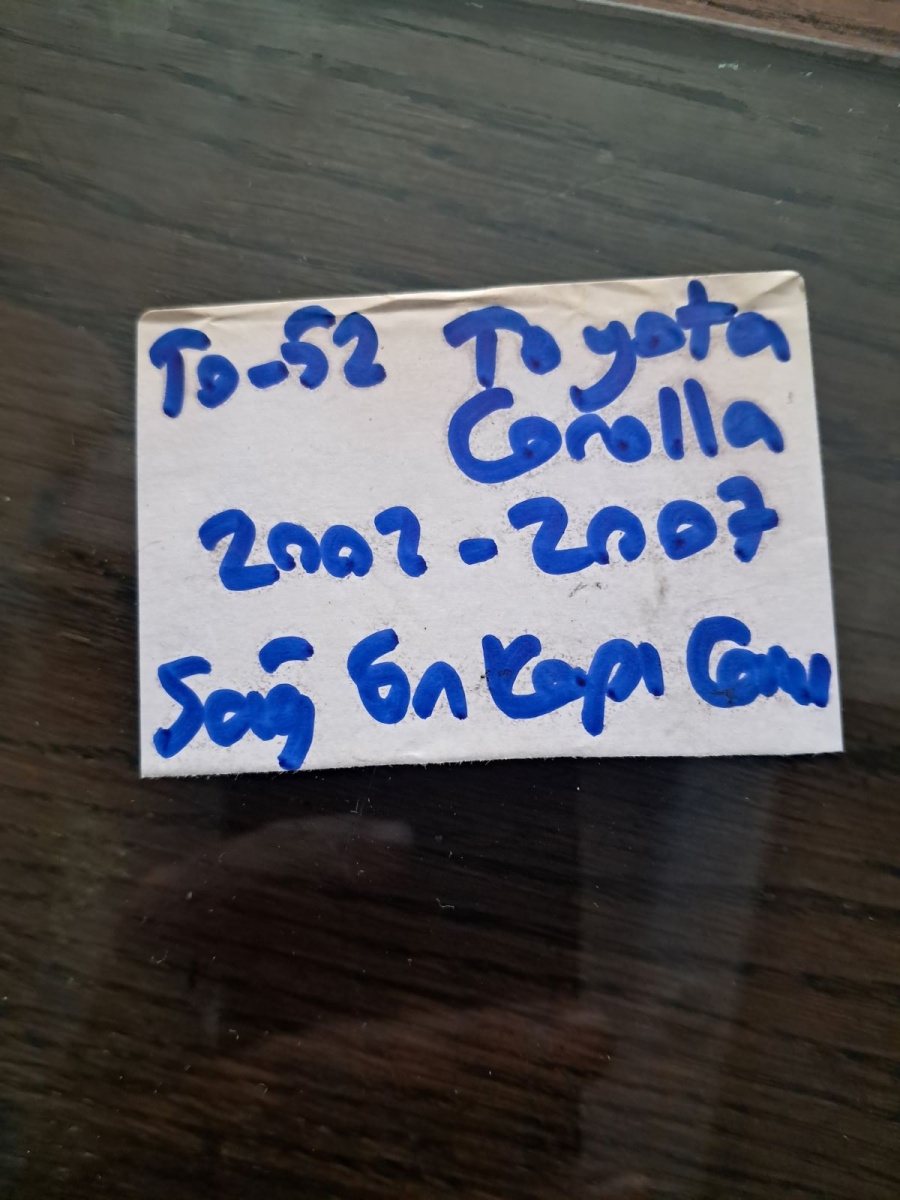 To-52 Toyota
Corolla
2002-2007
Sağ ön kapı Camı